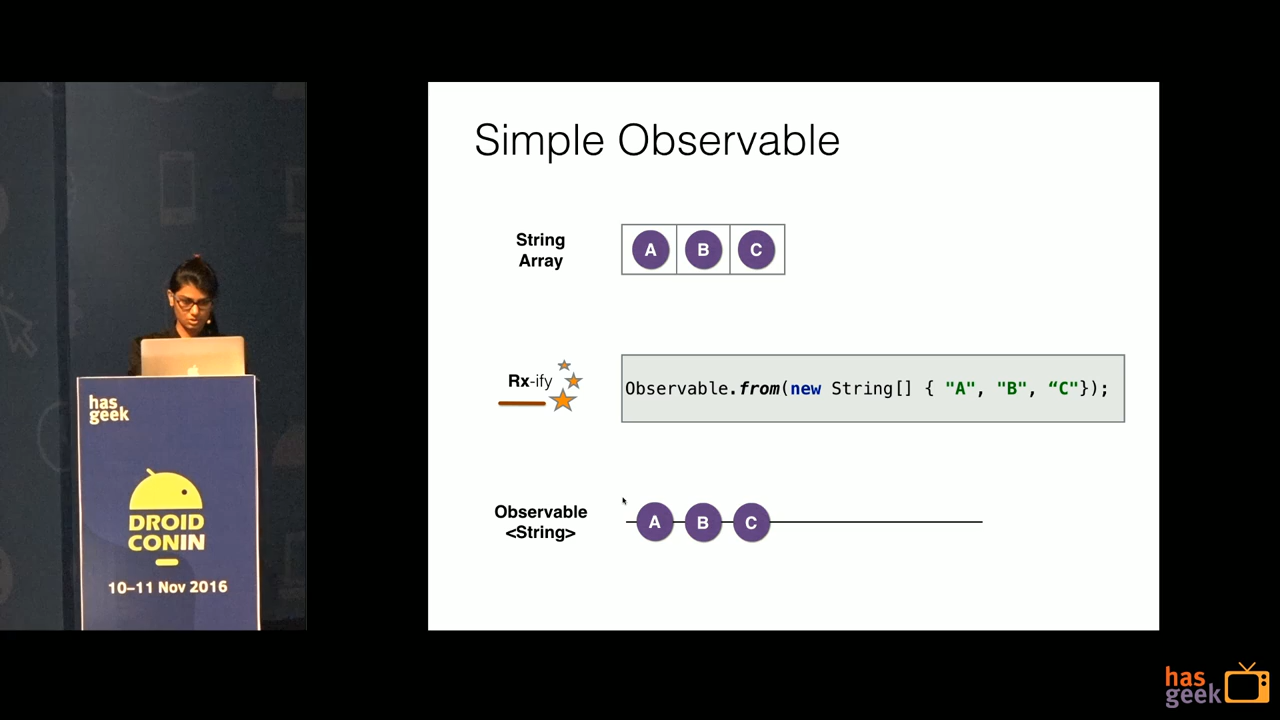 Simple Observable
String
Array
A B C
Rx-ify
Observable.from(new String[] { "A", "B", “C"});
Observable
<String>
A B C
has
geek
DROID
CONIN
10–11 Nov 2016
has
geek